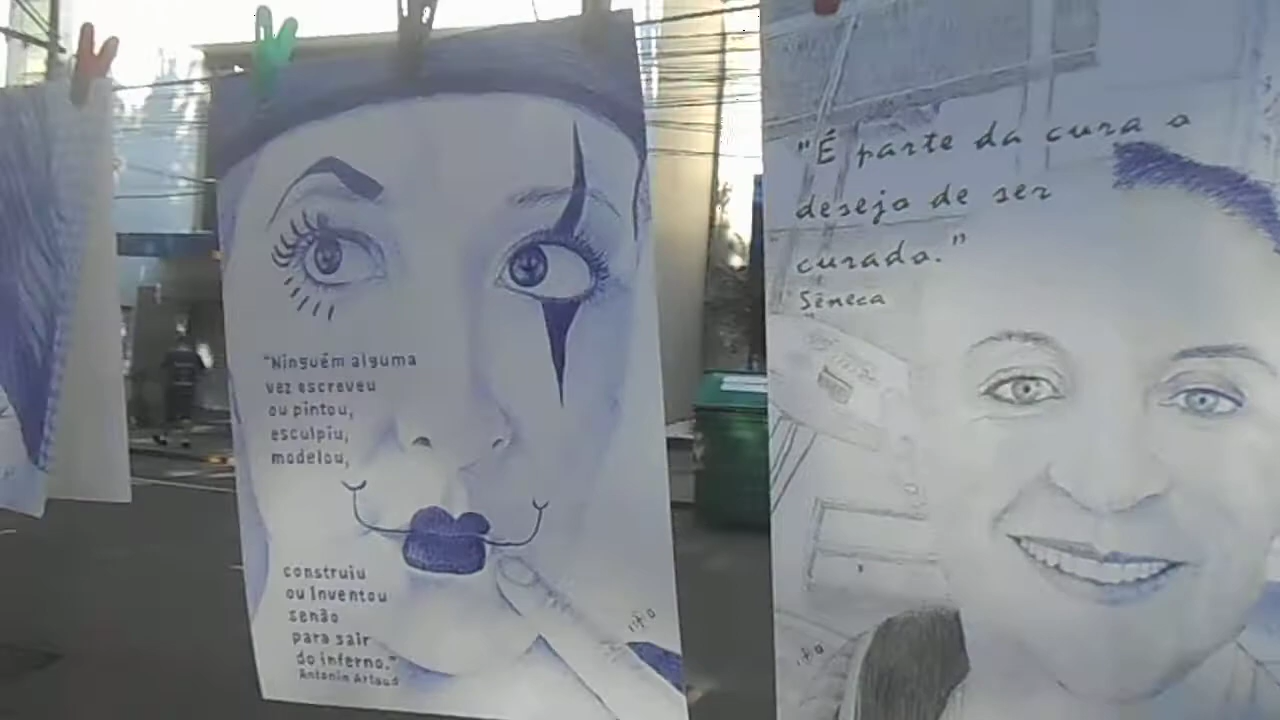 "Ninguém alguma
vez escreveu
ou pintou,
esculpiu,
modelou,
construiu
ou inventou
senão
para sair
do inferno."
Antonin Artaud
"É parte da cura o
desejo de ser
curado."
Sêneca